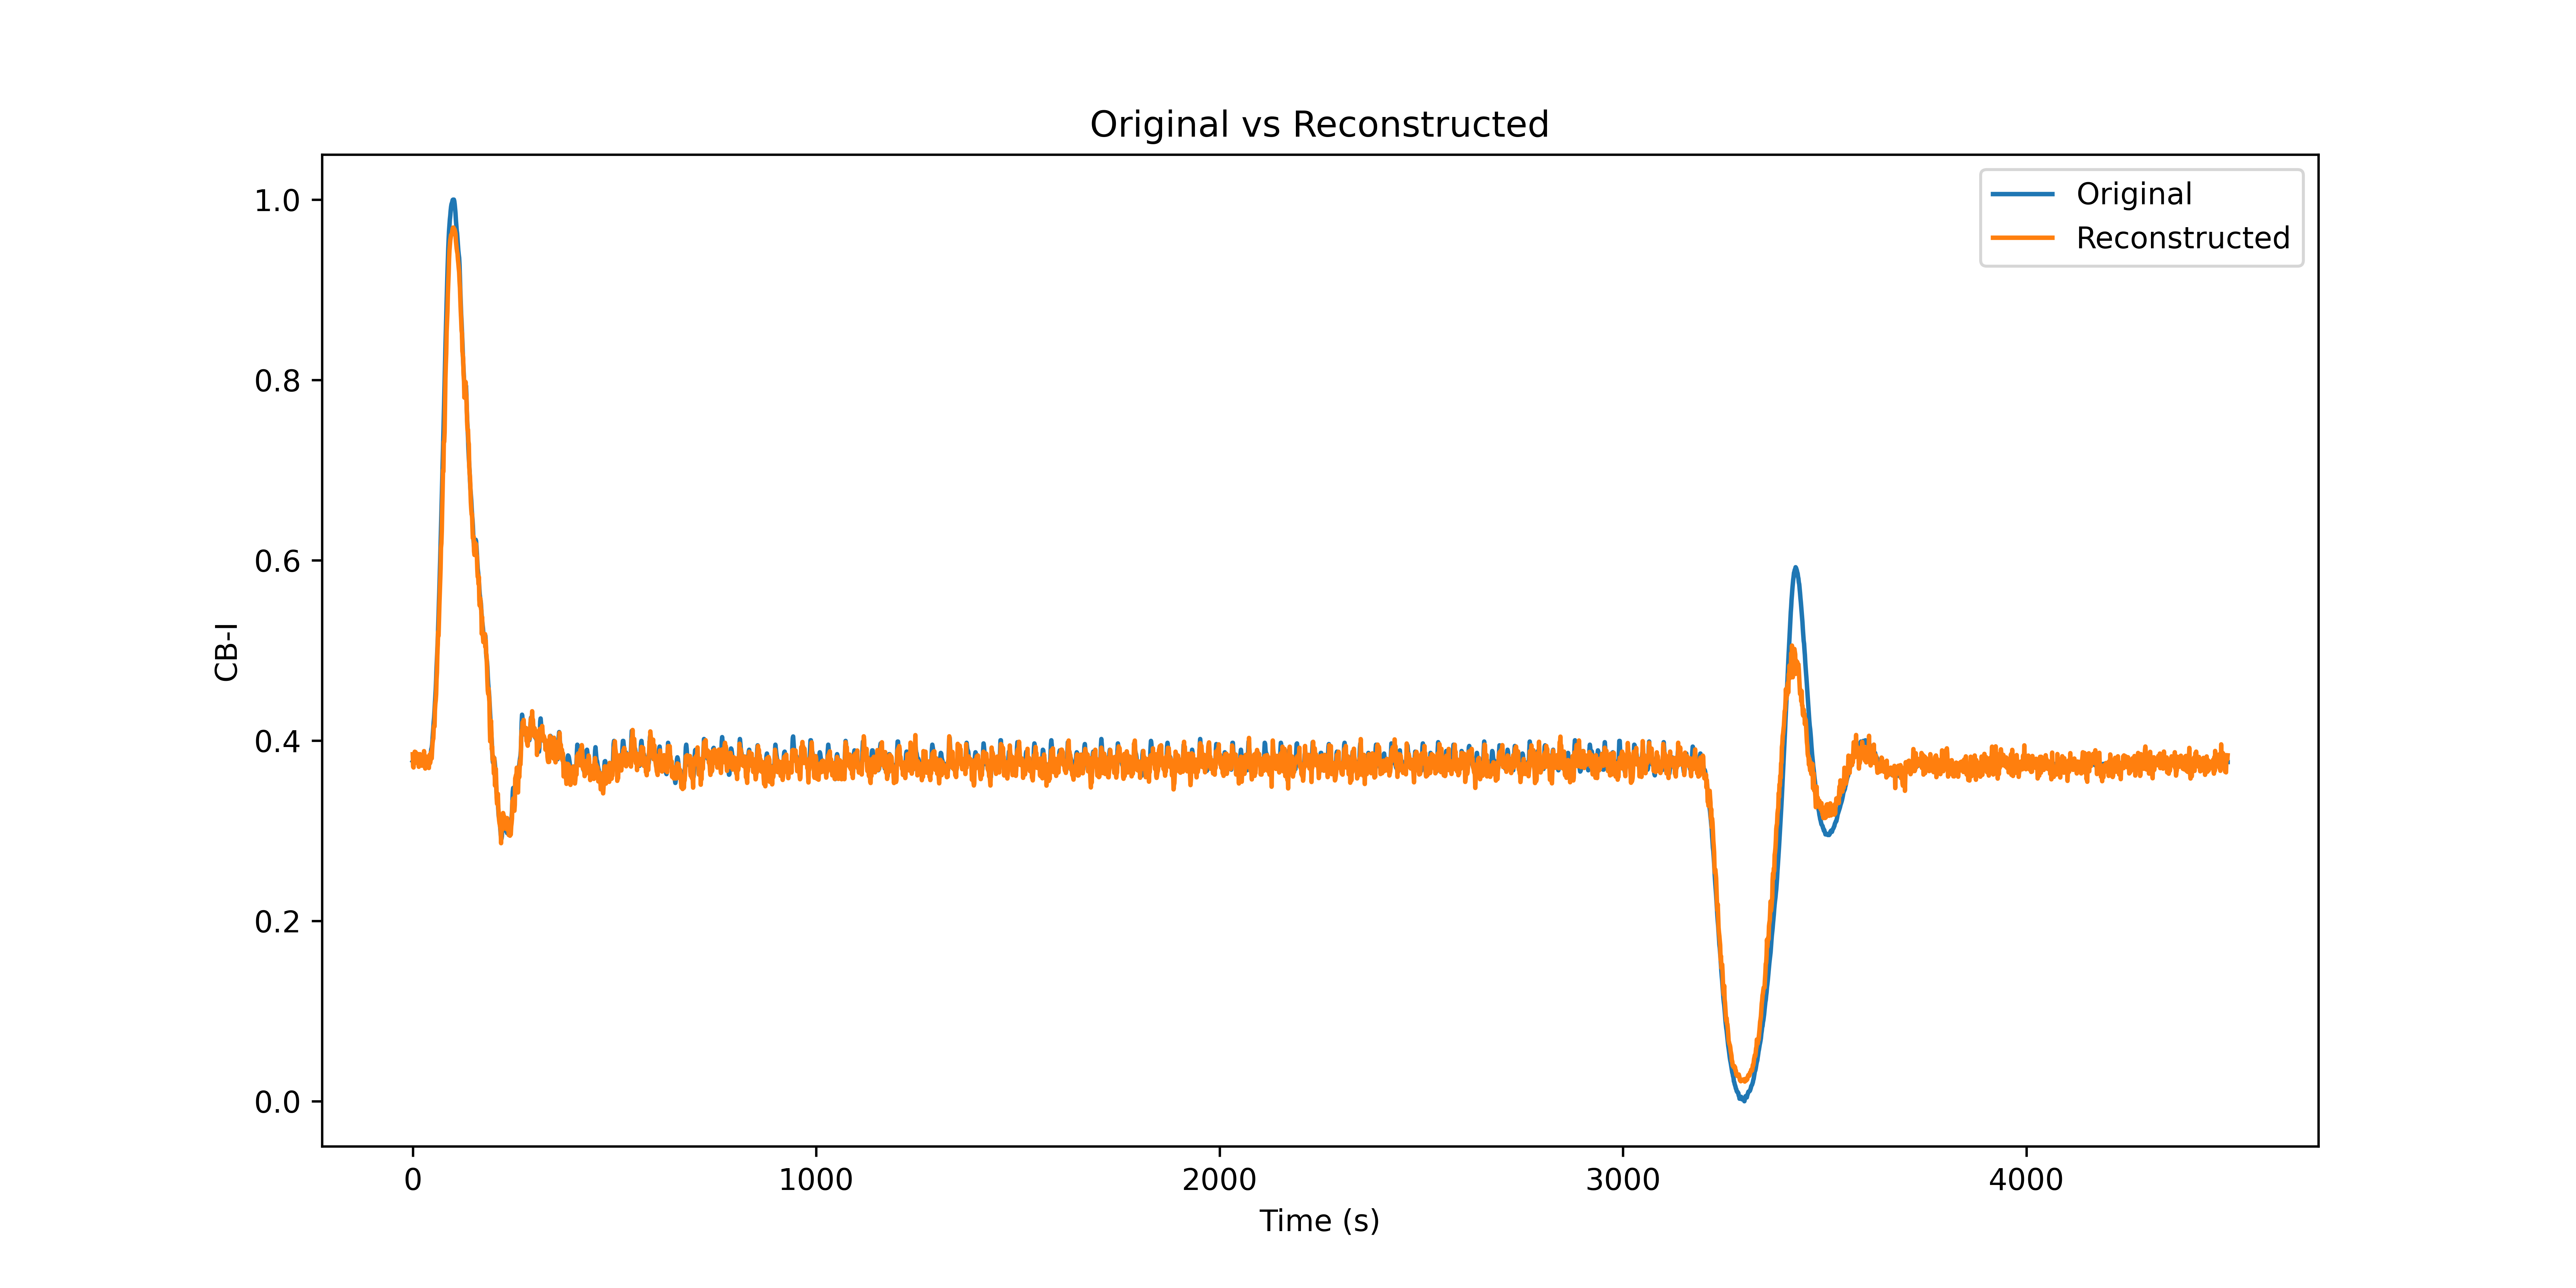 Original vs Reconstructed
Original
Reconstructed
1.0
0.8
0.6
0.4
0.2
0.0
CB-I
0 1000 2000 3000 4000
Time (s)